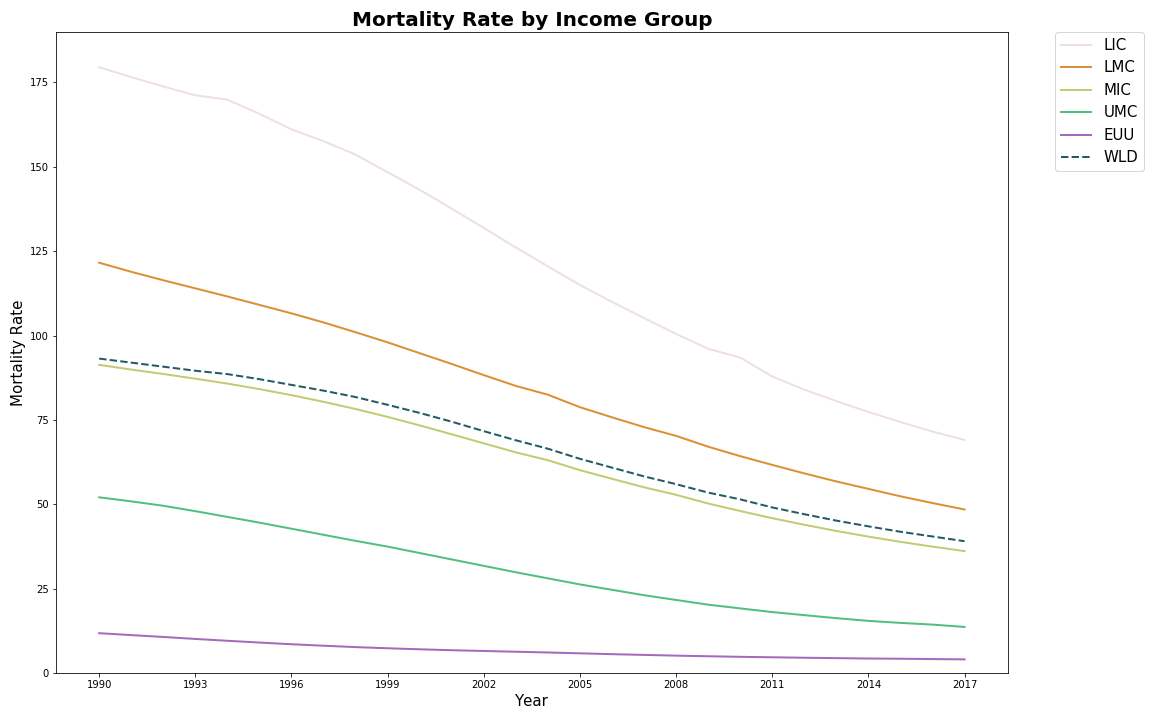 Mortality Rate by Income Group
LIC
LMC
MIC
UMC
EUU
WLD
Mortality Rate
175
150
125
100
75
50
25
0
1990 1993 1996 1999 2002 2005 2008 2011 2014 2017
Year